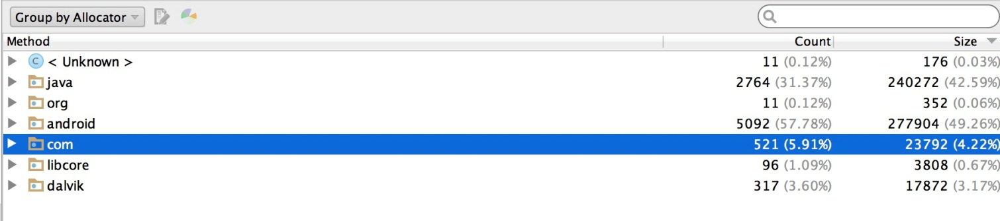 Group by Allocator
Method Count Size
C < Unknown > 11 (0.12%) 176 (0.03%)
java 2764 (31.37%) 240272 (42.59%)
org 11 (0.12%) 352 (0.06%)
android 5092 (57.78%) 277904 (49.26%)
com 521 (5.91%) 23792 (4.22%)
libcore 96 (1.09%) 3808 (0.67%)
dalvik 317 (3.60%) 17872 (3.17%)